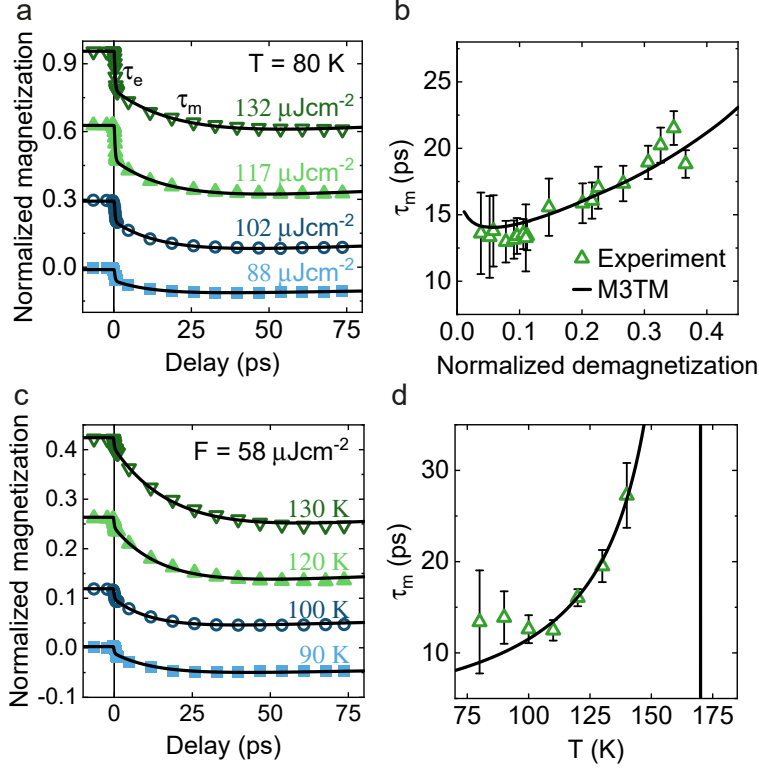 a
Normalized magnetization
0.9
0.6
0.3
0.0
T = 80 K
τe
τm
132 μJcm-2
117 μJcm-2
102 μJcm-2
88 μJcm-2
0 25 50 75
Delay (ps)
b
τm (ps)
25
20
15
10
Experiment
M3TM
0.0 0.1 0.2 0.3 0.4
Normalized demagnetization
c
Normalized magnetization
0.4
0.3
0.2
0.1
0.0
-0.1
F = 58 μJcm-2
130 K
120 K
100 K
90 K
0 25 50 75
Delay (ps)
d
τm (ps)
30
20
10
75 100 125 150 175
T (K)